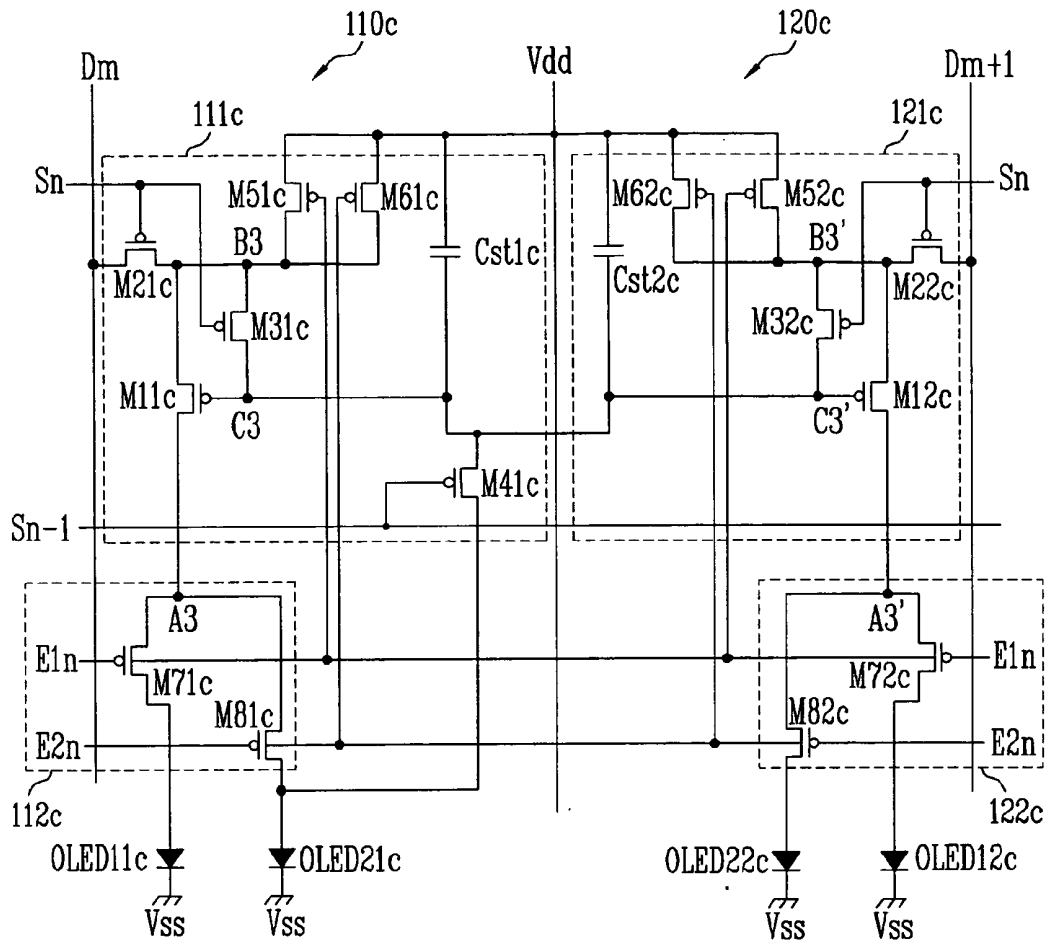 110c
120c
Dm
Vdd
Dm+1
111c
121c
Sn
M51c
M61c
M62c
M52c
Sn
B3
B3'
Cst1c
Cst2c
M21c
M22c
M31c
M32c
M11c
M12c
C3
C3'
M41c
Sn-1
A3
A3'
E1n
E1n
M71c
M72c
M81c
M82c
E2n
E2n
112c
122c
OLED11c
OLED21c
OLED22c
OLED12c
Vss
Vss
Vss
Vss